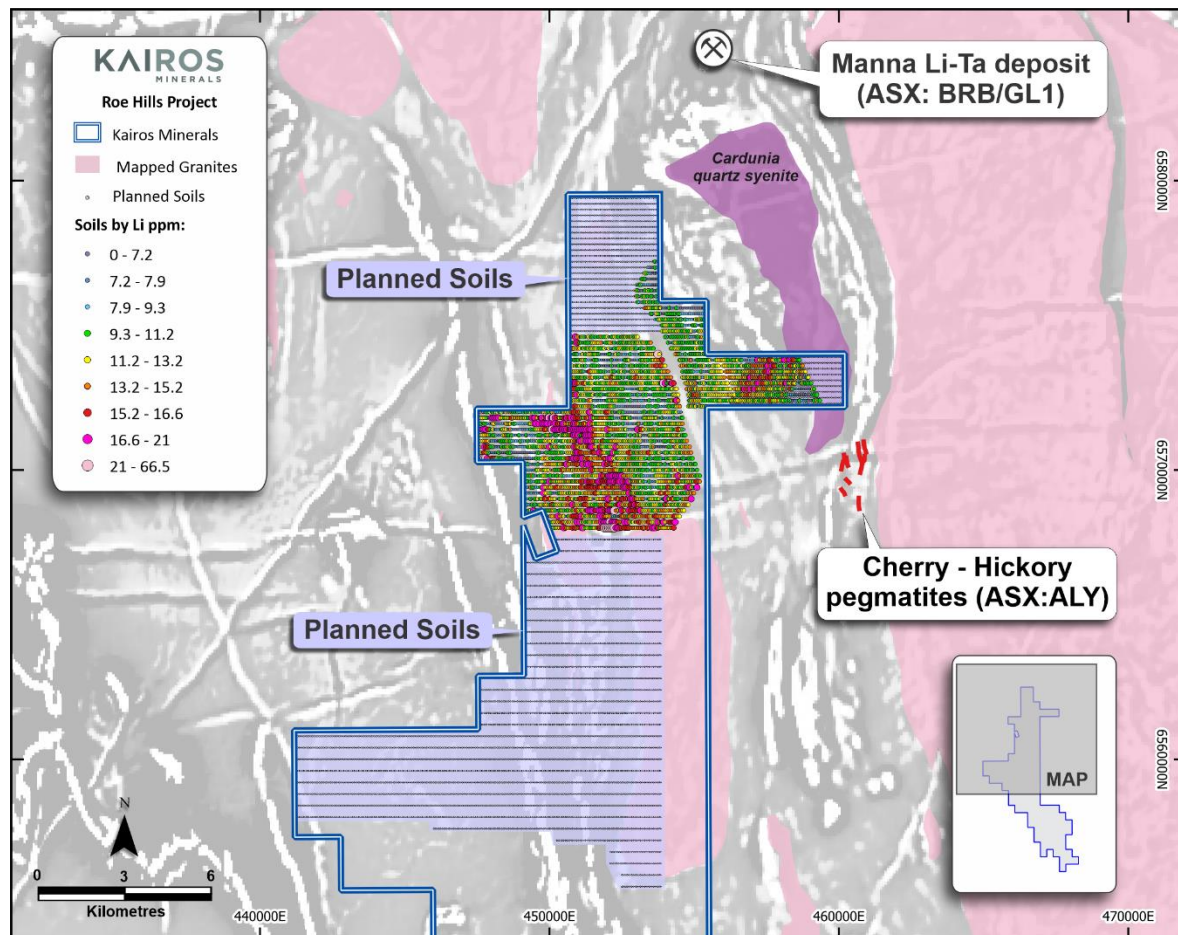 KAIROS
MINERALS
Roe Hills Project
Kairos Minerals
Mapped Granites
Planned Soils
Soils by Li ppm:
0 - 7.2
7.2 - 7.9
7.9 - 9.3
9.3 - 11.2
11.2 - 13.2
13.2 - 15.2
15.2 - 16.6
16.6 - 21
21 - 66.5
Manna Li-Ta deposit
(ASX: BRB/GL1)
Cardunia
quartz syenite
6580000N
Planned Soils
6570000N
Cherry - Hickory
pegmatites (ASX:ALY)
Planned Soils
6560000N
MAP
N
0 3 6
Kilometres
440000E 450000E 460000E 470000E